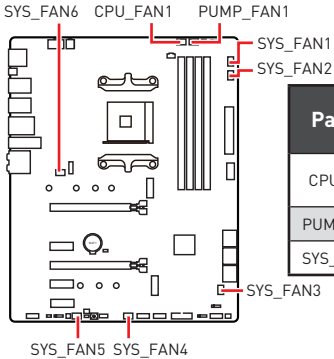 SYS_FAN6 CPU_FAN1 PUMP_FAN1
SYS_FAN1
SYS_FAN2
Pa
CPU
PUM
SYS_
SYS_FAN3
SYS_FAN5 SYS_FAN4